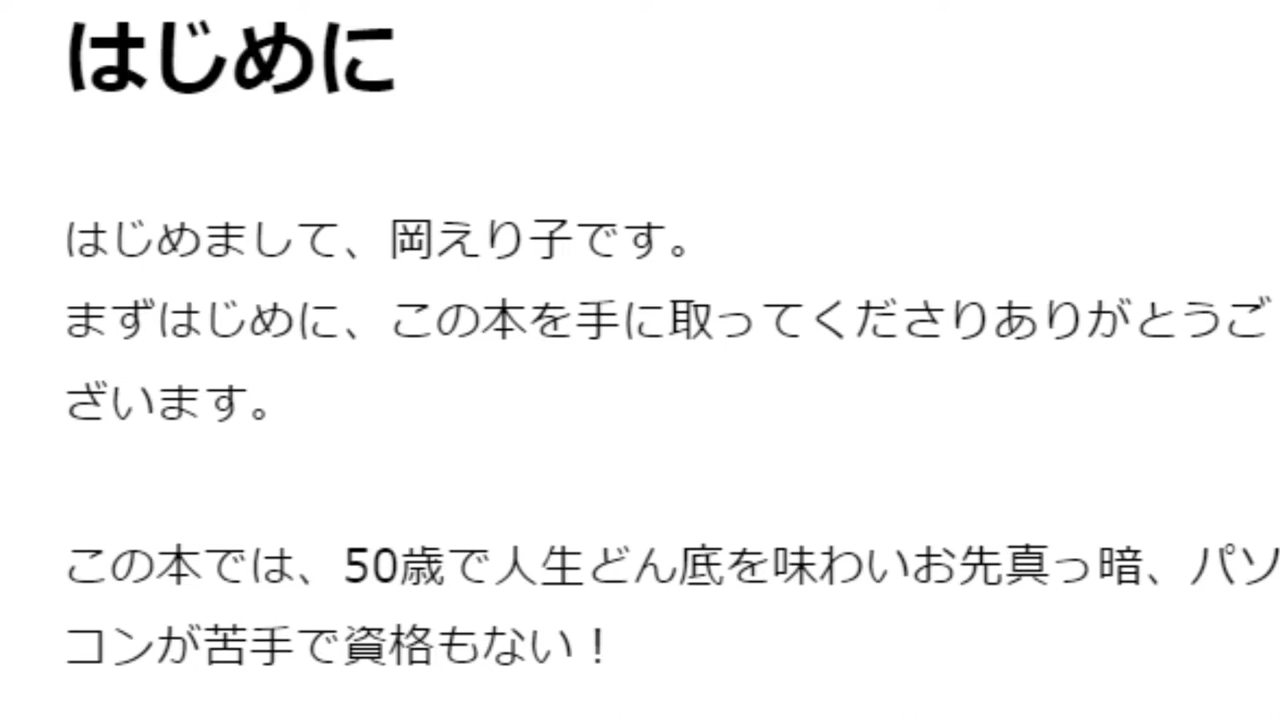 はじめに
はじめまして、岡えり子です。
まずはじめに、この本を手に取ってくださりありがとうご
ざいます。
この本では、50歳で人生どん底を味わいお先真っ暗、パソ
コンが苦手で資格もない！